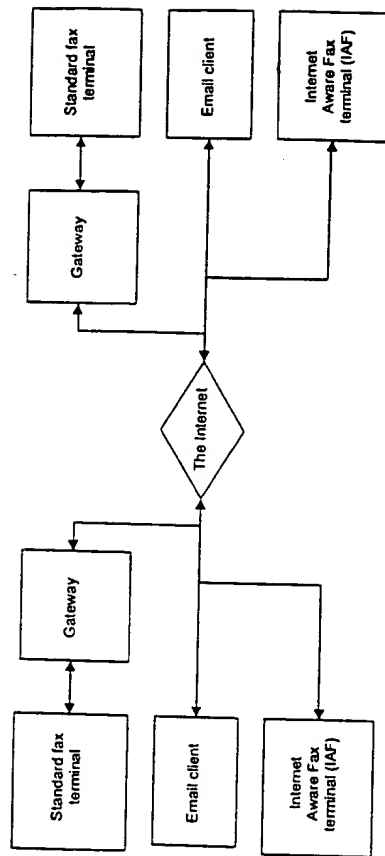 Standard fax
terminal
Gateway
Email client
Internet
Aware Fax
terminal (IAF)
The Internet
Gateway
Standard fax
terminal
Email client
Internet
Aware Fax
terminal (IAF)